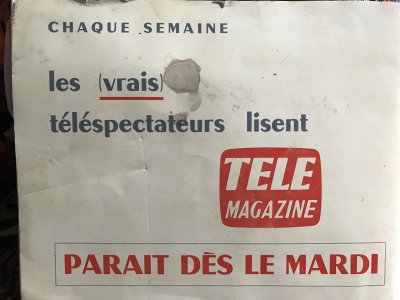 CHAQUE SEMAINE
les (vrais)
téléspectateurs lisent
TELE
MAGAZINE
PARAIT DÈS LE MARDI